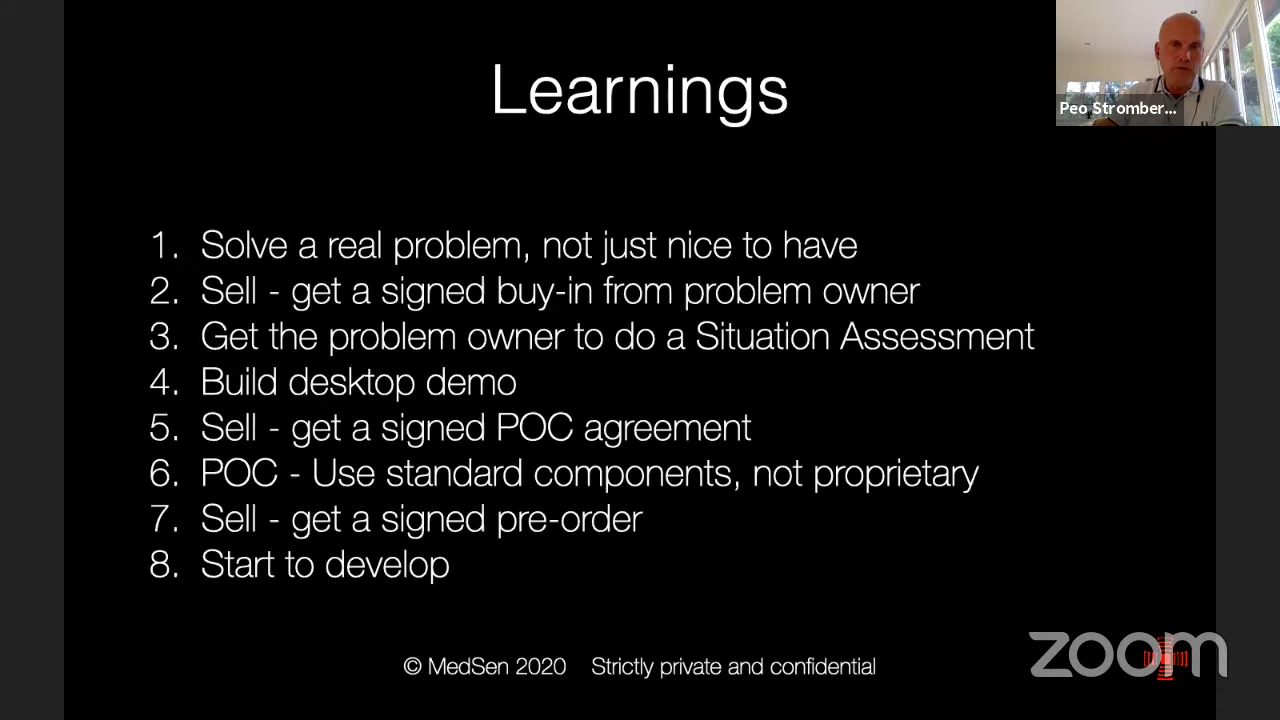 Learnings
Peo Stromber...
1. Solve a real problem, not just nice to have
2. Sell - get a signed buy-in from problem owner
3. Get the problem owner to do a Situation Assessment
4. Build desktop demo
5. Sell - get a signed POC agreement
6. POC - Use standard components, not proprietary
7. Sell - get a signed pre-order
8. Start to develop
© MedSen 2020 Strictly private and confidential
zoom